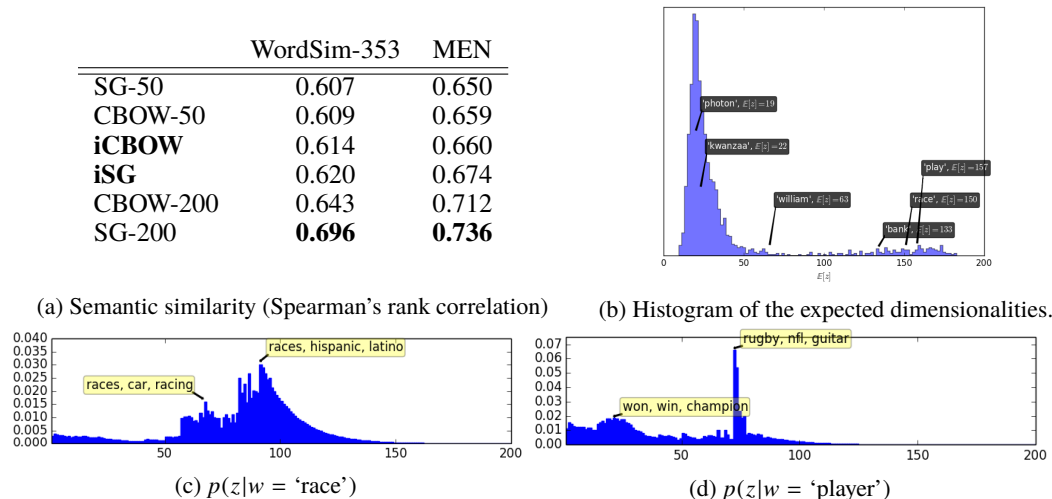 WordSim-353 MEN
SG-50 0.607 0.650
CBOW-50 0.609 0.659
iCBOW 0.614 0.660
iSG 0.620 0.674
CBOW-200 0.643 0.712
SG-200 0.696 0.736
(a) Semantic similarity (Spearman's rank correlation)
'photon', 𝔼[z]=19
'kwanzaa', 𝔼[z]=22
'play', 𝔼[z]=157
'william', 𝔼[z]=63
'race', 𝔼[z]=150
'bank', 𝔼[z]=133
0 50 100 150 200
𝔼[z]
(b) Histogram of the expected dimensionalities.
0.040
0.035
0.030
0.025
0.020
0.015
0.010
0.005
0.000
races, hispanic, latino
races, car, racing
50 100 150 200
(c) p(z|w = ‘race’)
0.07
0.06
0.05
0.04
0.03
0.02
0.01
0.00
rugby, nfl, guitar
won, win, champion
50 100 150 200
(d) p(z|w = ‘player’)